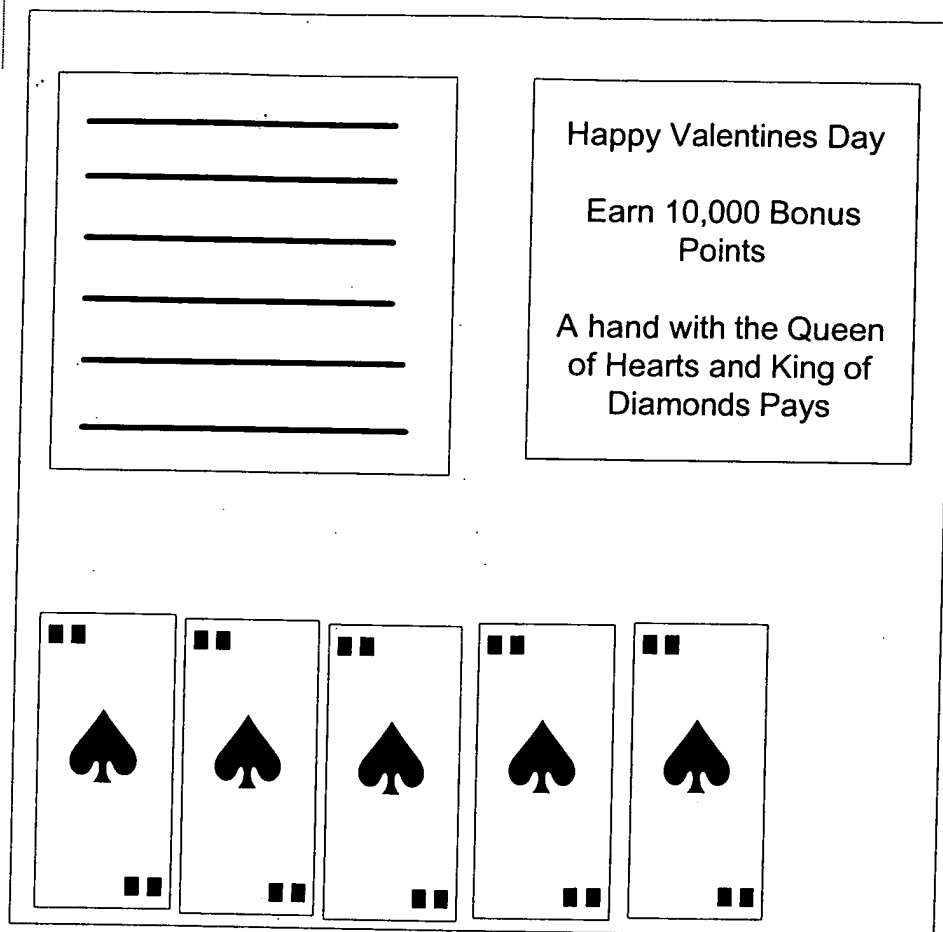 Happy Valentines Day
Earn 10,000 Bonus
Points
A hand with the Queen
of Hearts and King of
Diamonds Pays